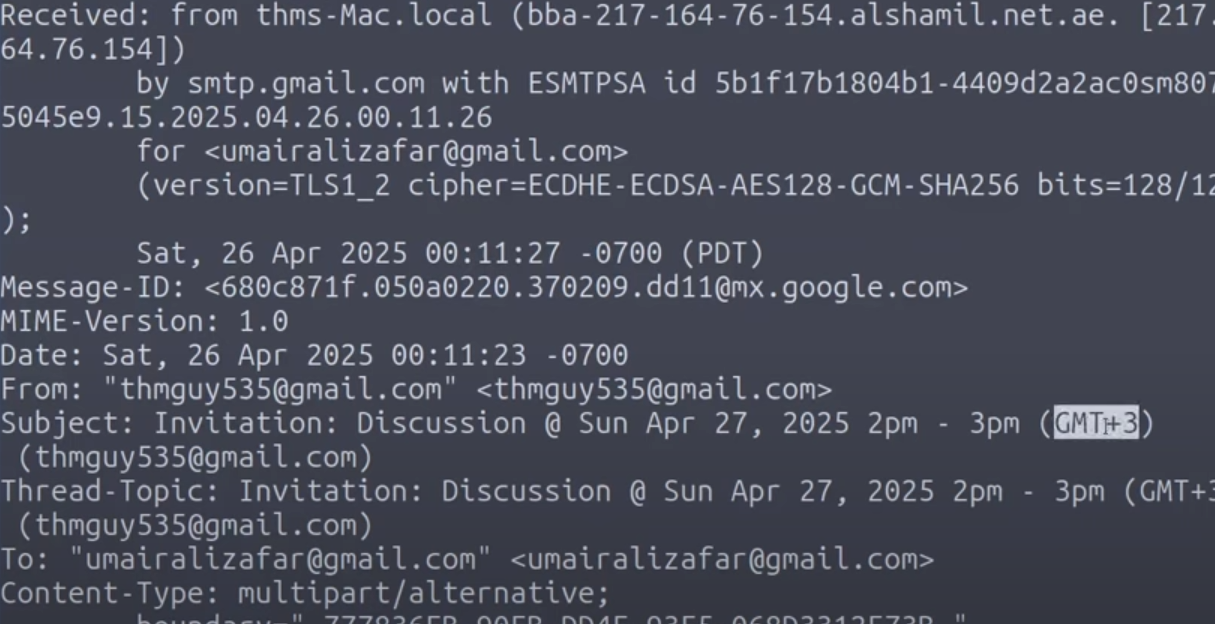 Received: from thms-Mac.local (bba-217-164-76-154.alshamil.net.ae. [217.
64.76.154])
by smtp.gmail.com with ESMTPSA id 5b1f17b1804b1-4409d2a2ac0sm807
5045e9.15.2025.04.26.00.11.26
for <umairalizafar@gmail.com>
(version=TLS1_2 cipher=ECDHE-ECDSA-AES128-GCM-SHA256 bits=128/12
);
Sat, 26 Apr 2025 00:11:27 -0700 (PDT)
Message-ID: <680c871f.050a0220.370209.dd11@mx.google.com>
MIME-Version: 1.0
Date: Sat, 26 Apr 2025 00:11:23 -0700
From: "thmguy535@gmail.com" <thmguy535@gmail.com>
Subject: Invitation: Discussion @ Sun Apr 27, 2025 2pm - 3pm (GMT+3)
(thmguy535@gmail.com)
Thread-Topic: Invitation: Discussion @ Sun Apr 27, 2025 2pm - 3pm (GMT+3
(thmguy535@gmail.com)
To: "umairalizafar@gmail.com" <umairalizafar@gmail.com>
Content-Type: multipart/alternative;